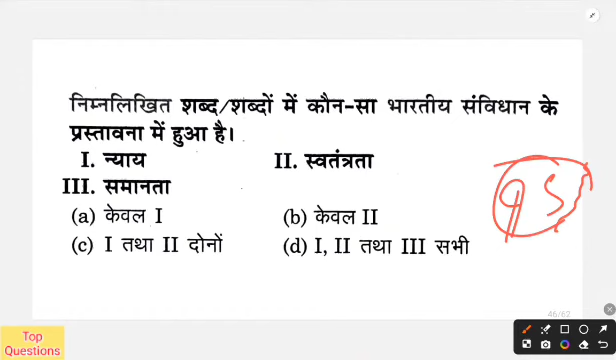 निम्नलिखित शब्द/शब्दों में कौन-सा भारतीय संविधान के
प्रस्तावना में हुआ है।
I. न्याय II. स्वतंत्रता
III. समानता
(a) केवल I (b) केवल II
(c) I तथा II दोनों (d) I, II तथा III सभी
46/62
Top
Questions